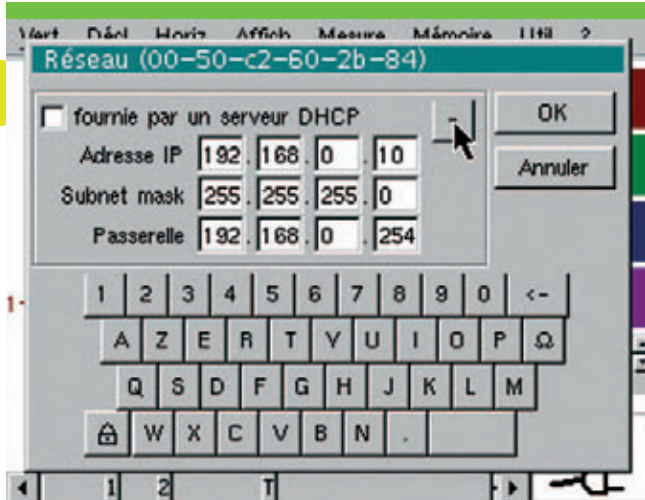 Vert Décl Horiz Affich Mesure Mémoire Util ?
Réseau (00-50-c2-60-2b-84)
fournie par un serveur DHCP - OK
Adresse IP 192.168.0.10 Annuler
Subnet mask 255.255.255.0
Passerelle 192.168.0.254
1 2 3 4 5 6 7 8 9 0 <-
1-
A Z E R T Y U I O P Ω
Q S D F G H J K L M
W X C V B N .
1 2 T